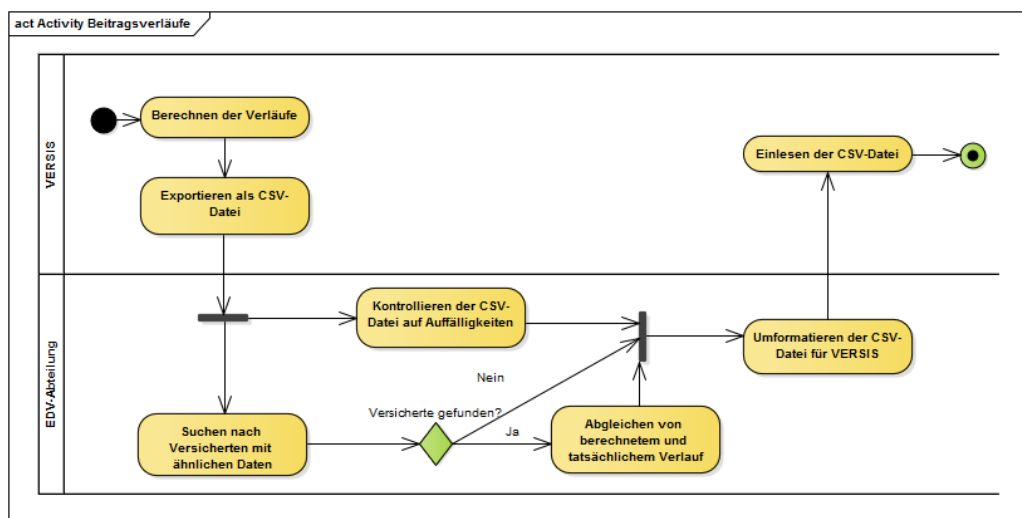 act Activity Beitragsverläufe
VERSIS
Berechnen der Verläufe
Exportieren als CSV-
Datei
Einlesen der CSV-Datei
EDV-Abteilung
Kontrollieren der CSV-
Datei auf Auffälligkeiten
Umformatieren der CSV-
Datei für VERSIS
Nein
Versicherte gefunden?
Ja
Suchen nach
Versicherten mit
ähnlichen Daten
Abgleichen von
berechnetem und
tatsächlichem Verlauf